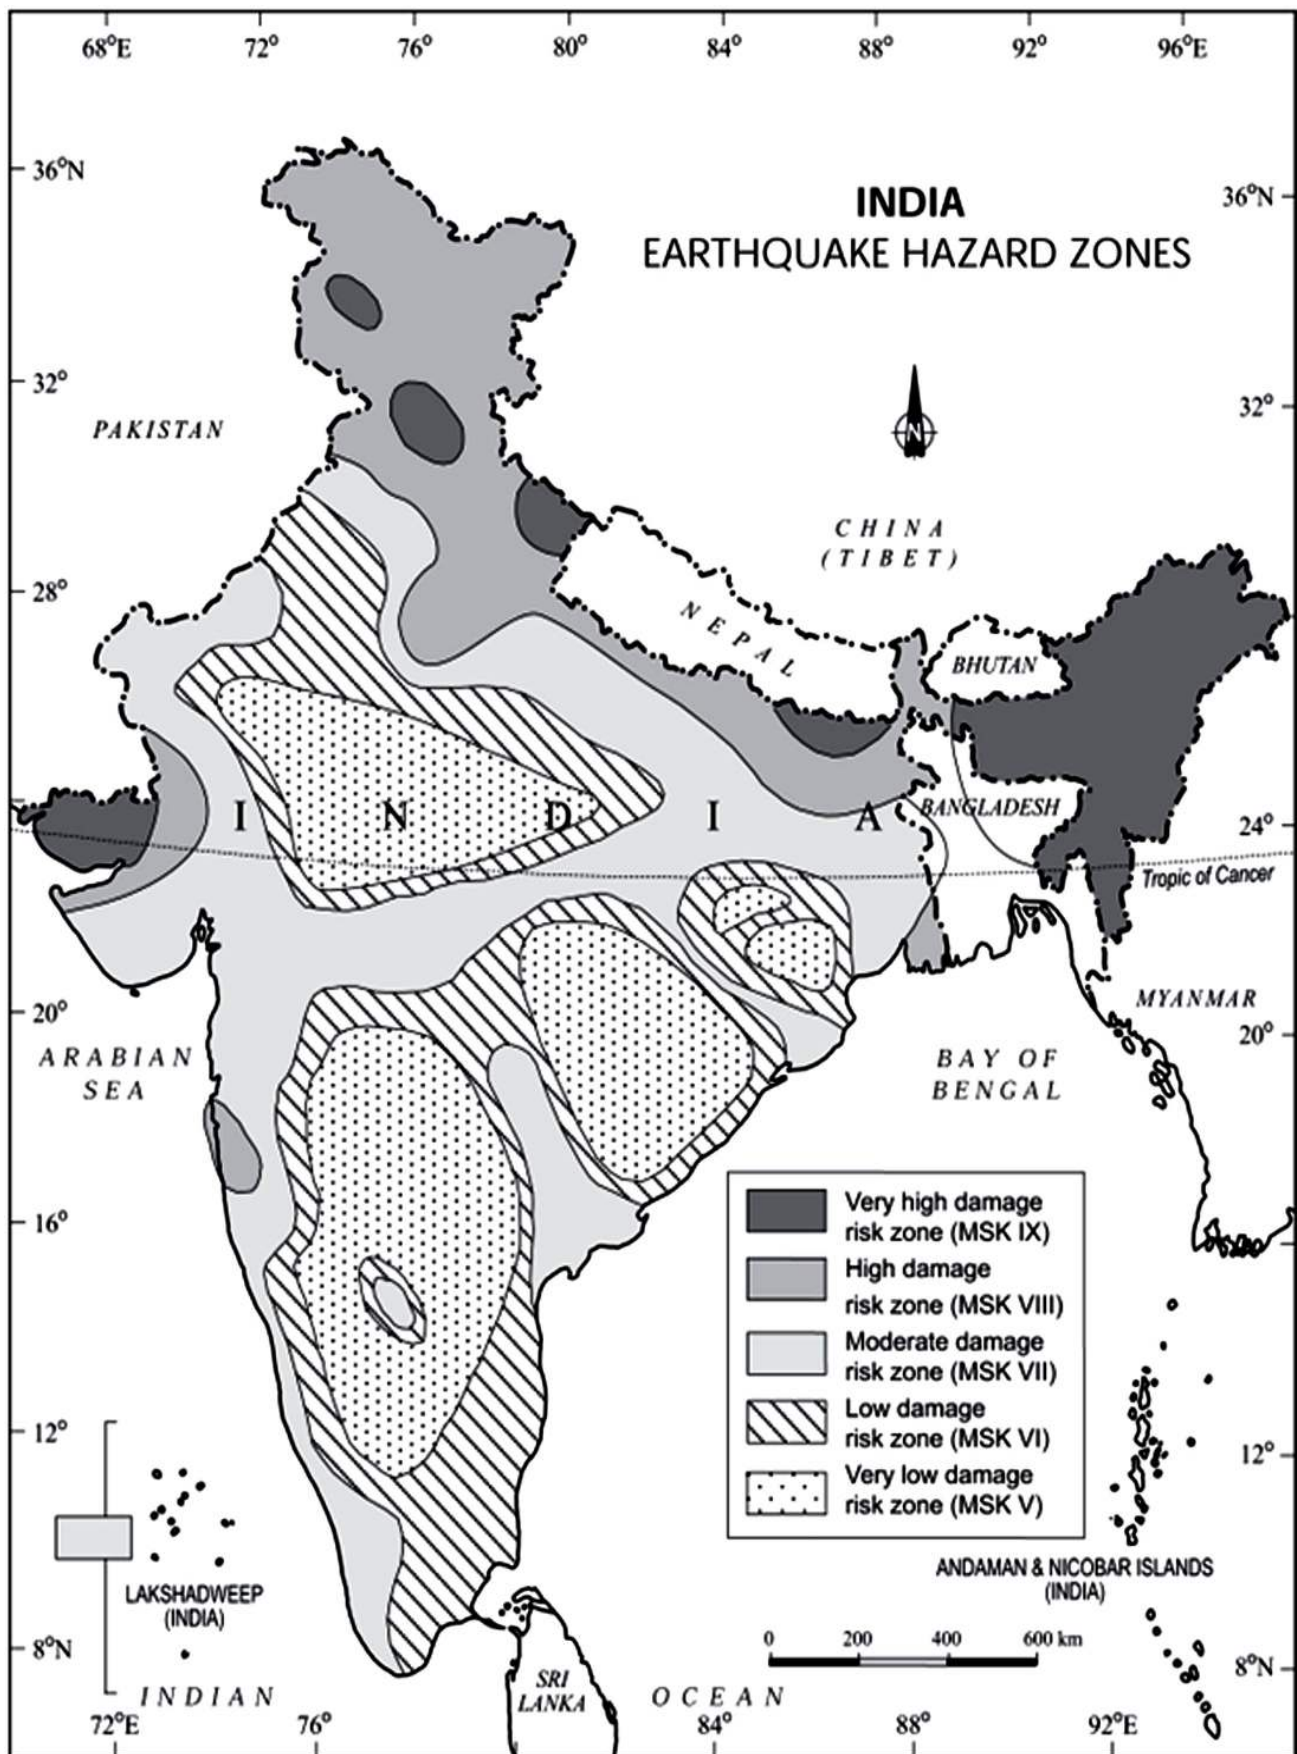 68°E 72° 76° 80° 84° 88° 92° 96°E
36°N
36°N
INDIA
EARTHQUAKE HAZARD ZONES
32°
32°
PAKISTAN
N
CHINA
(TIBET)
28°
NEPAL
BHUTAN
I N D I A
BANGLADESH
24°
Tropic of Cancer
20°
MYANMAR
20°
ARABIAN
SEA
BAY OF
BENGAL
Very high damage
risk zone (MSK IX)
16°
High damage
risk zone (MSK VIII)
Moderate damage
risk zone (MSK VII)
Low damage
risk zone (MSK VI)
12°
12°
Very low damage
risk zone (MSK V)
LAKSHADWEEP
(INDIA)
ANDAMAN & NICOBAR ISLANDS
(INDIA)
0 200 400 600 km
8°N
8°N
SRI
LANKA
INDIAN OCEAN
72°E 76° 84° 88° 92°E